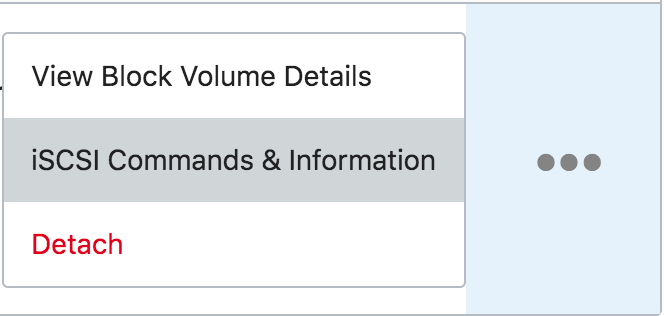 View Block Volume Details
iSCSI Commands & Information
Detach